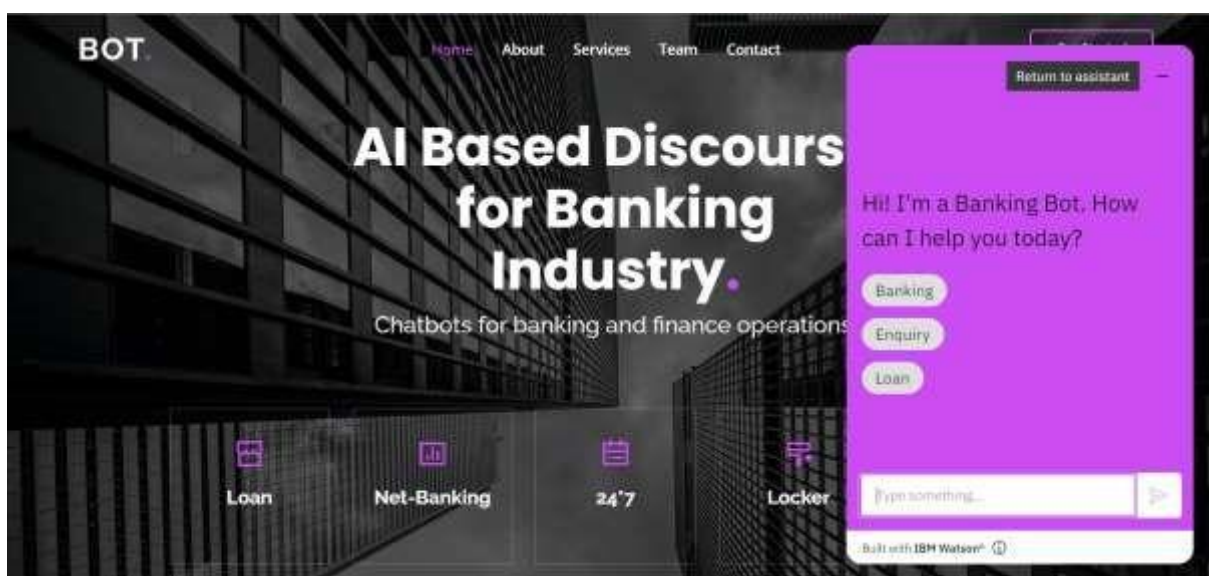 BOT.
Home About Services Team Contact
AI Based Discours
for Banking
Industry.
Chatbots for banking and finance operations
Loan
Net-Banking
24*7
Locker
Return to assistant
Hi! I'm a Banking Bot. How
can I help you today?
Banking
Enquiry
Loan
Type something...
Built with IBM Watson®